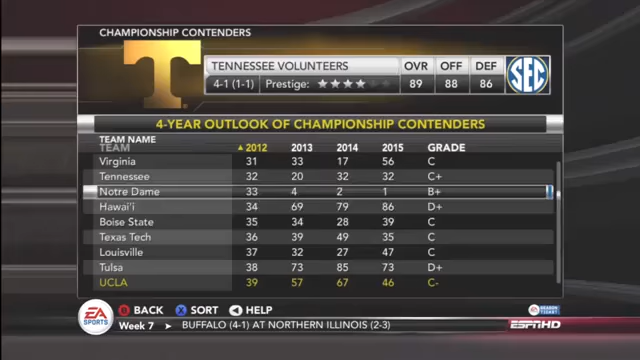 CHAMPIONSHIP CONTENDERS
T
TENNESSEE VOLUNTEERS OVR OFF DEF
4-1 (1-1) Prestige: 89 88 86
SEC
4-YEAR OUTLOOK OF CHAMPIONSHIP CONTENDERS
TEAM NAME
TEAM 2012 2013 2014 2015 GRADE
Virginia 31 33 17 56 C
Tennessee 32 20 32 32 C+
Notre Dame 33 4 2 1 B+
Hawai'i 34 69 79 86 D+
Boise State 35 34 28 39 C
Texas Tech 36 39 49 35 C
Louisville 37 32 27 47 C
Tulsa 38 73 85 73 D+
UCLA 39 57 67 46 C-
EA SPORTS
B BACK X SORT HELP
EA SPORTS SEASON TICKET
Week 7 BUFFALO (4-1) AT NORTHERN ILLINOIS (2-3)
ESPNHD